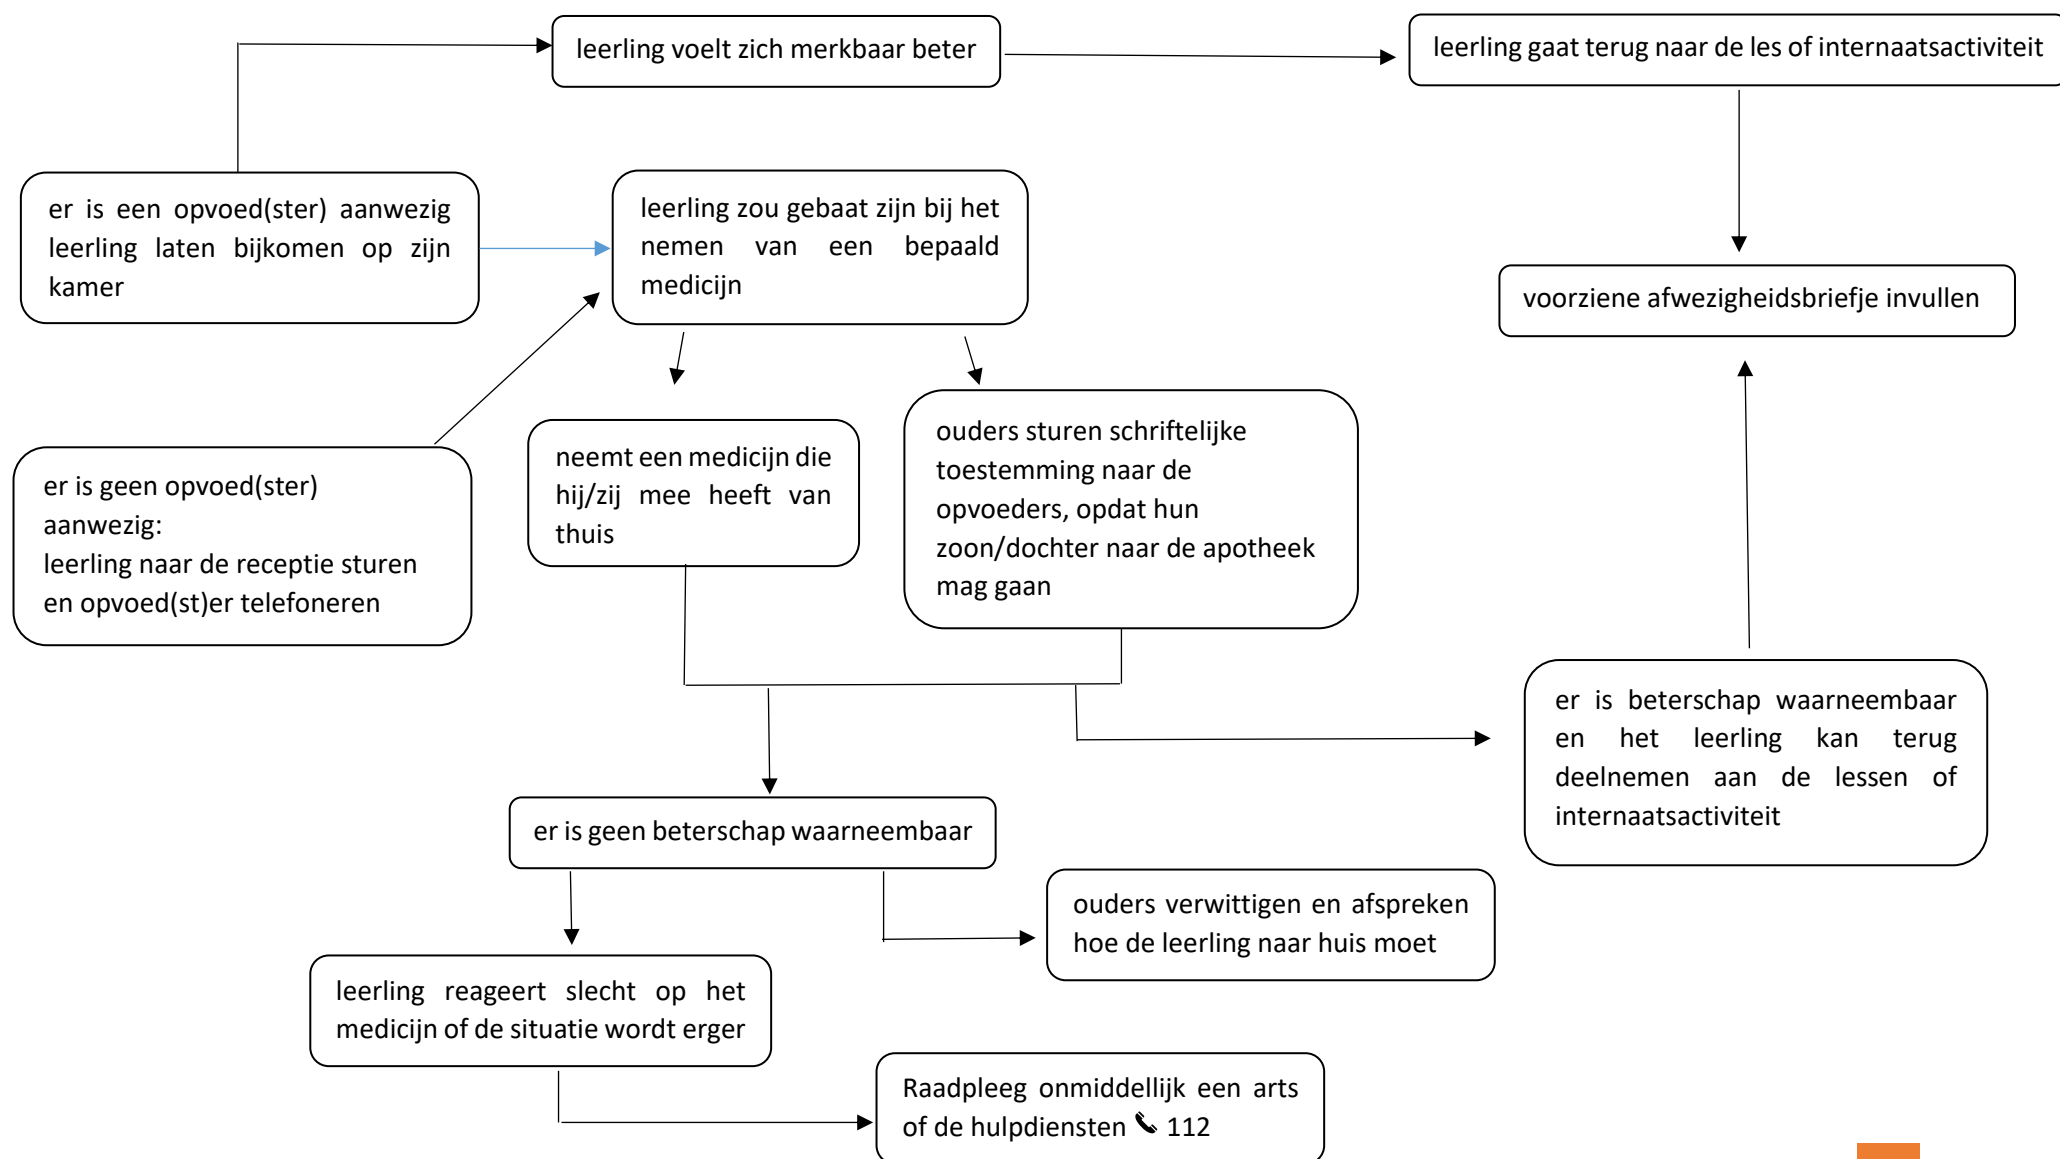 leerling voelt zich merkbaar beter
leerling gaat terug naar de les of internaatsactiviteit
er is een opvoed(ster) aanwezig
leerling laten bijkomen op zijn
kamer
leerling zou gebaat zijn bij het
nemen van een bepaald
medicijn
voorziene afwezigheidsbriefje invullen
er is geen opvoed(ster)
aanwezig:
leerling naar de receptie sturen
en opvoed(st)er telefoneren
neemt een medicijn die
hij/zij mee heeft van
thuis
ouders sturen schriftelijke
toestemming naar de
opvoeders, opdat hun
zoon/dochter naar de apotheek
mag gaan
er is beterschap waarneembaar
en het leerling kan terug
deelnemen aan de lessen of
internaatsactiviteit
er is geen beterschap waarneembaar
ouders verwittigen en afspreken
hoe de leerling naar huis moet
leerling reageert slecht op het
medicijn of de situatie wordt erger
Raadpleeg onmiddellijk een arts
of de hulpdiensten 📞 112